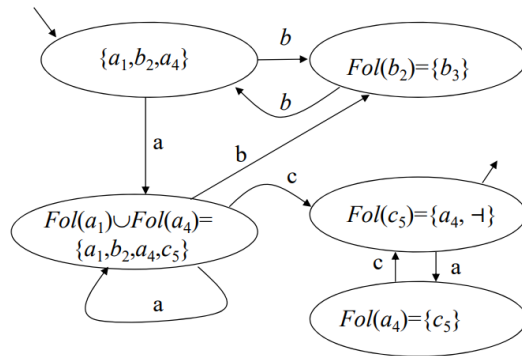 {a₁,b₂,a₄}
b
Fol(b₂)={b₃}
b
a
b
c
Fol(a₁)∪Fol(a₄)=
{a₁,b₂,a₄,c₅}
a
Fol(c₅)={a₄, ⊣}
c
a
Fol(a₄)={c₅}